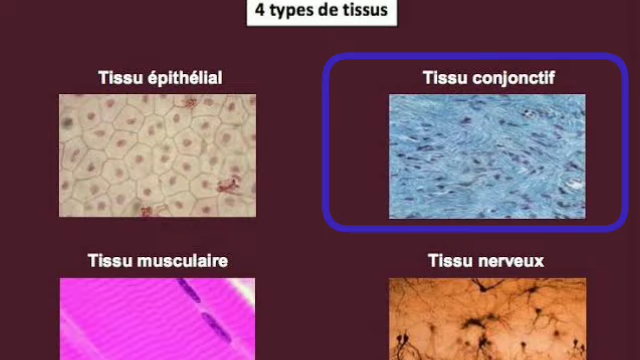 4 types de tissus
Tissu épithélial
Tissu conjonctif
Tissu musculaire
Tissu nerveux